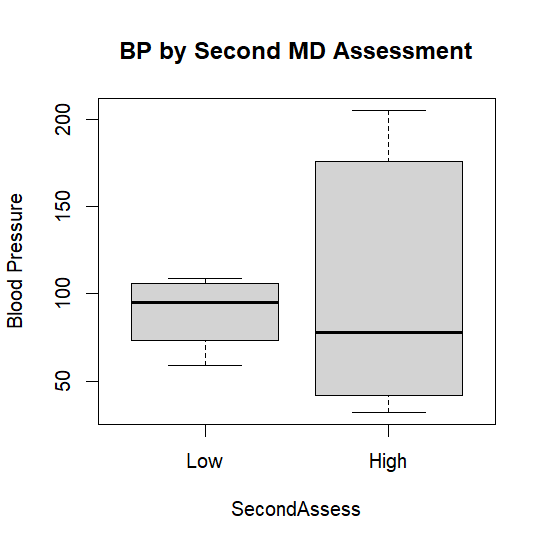 BP by Second MD Assessment
Blood Pressure
200
150
100
50
Low High
SecondAssess